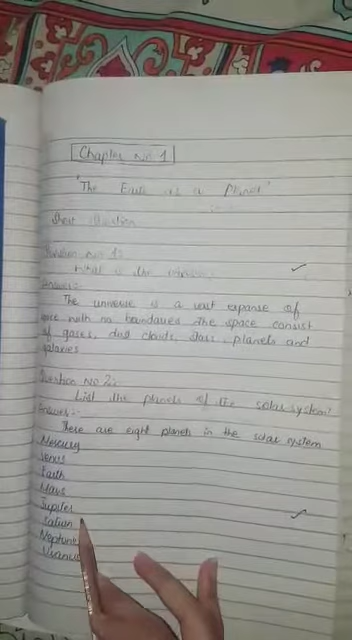 Chapter No 1
"The Earth as a Planet"
Short Question
Question No 1:
What is the universe
Answer:-
The universe is a vast expanse of
space with no bandaues the space consist
of gases, dust clouds, stars, planets and
galaxies
Question No 2:
List the planets of the solar system?
Answer:-
There are eight planets in the solar system
Mercury
Venus
Earth
Mars
Jupiter
Saturn
Neptune
Uranus